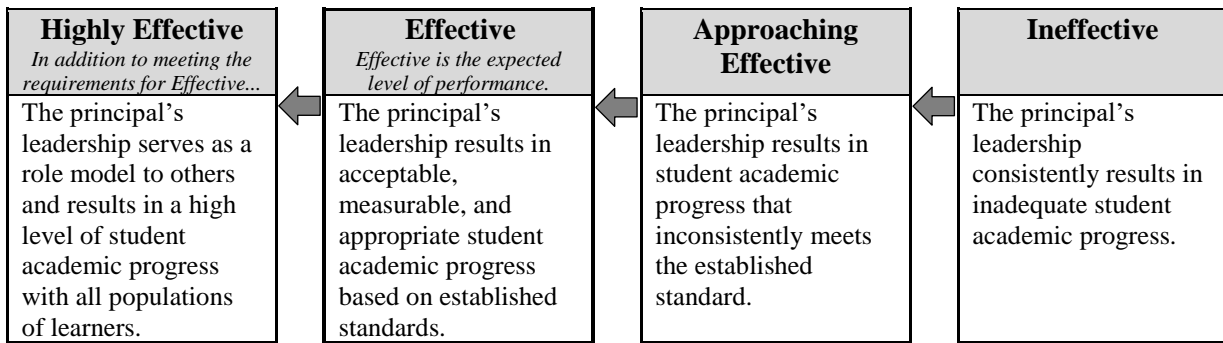 Highly Effective
In addition to meeting the
requirements for Effective...
The principal’s
leadership serves as a
role model to others
and results in a high
level of student
academic progress
with all populations
of learners.
Effective
Effective is the expected
level of performance.
The principal’s
leadership results in
acceptable,
measurable, and
appropriate student
academic progress
based on established
standards.
Approaching
Effective
The principal’s
leadership results in
student academic
progress that
inconsistently meets
the established
standard.
Ineffective
The principal’s
leadership
consistently results in
inadequate student
academic progress.